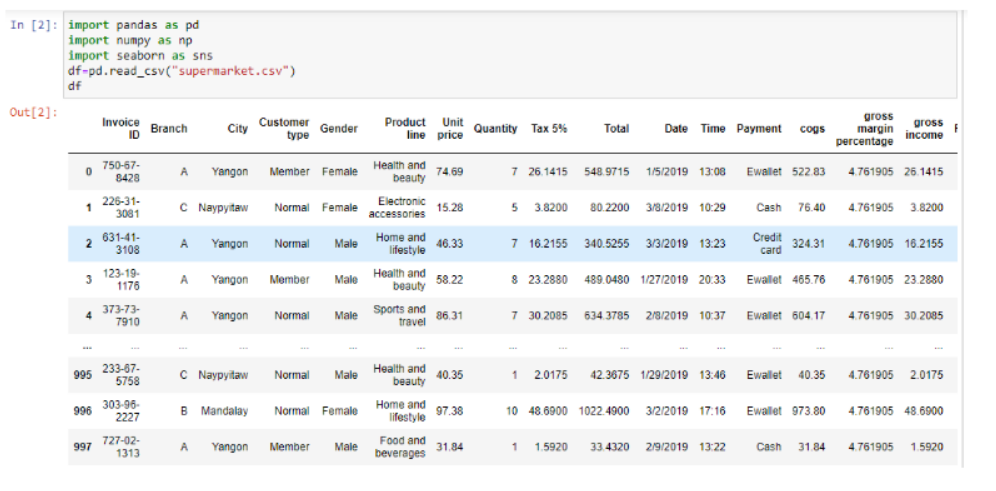 In [2]: import pandas as pd
import numpy as np
import seaborn as sns
df=pd.read_csv("supermarket.csv")
df
Out[2]:
Invoice ID Branch City Customer type Gender Product line Unit price Quantity Tax 5% Total Date Time Payment cogs gross margin percentage gross income
0 750-67-8428 A Yangon Member Female Health and beauty 74.69 7 26.1415 548.9715 1/5/2019 13:08 Ewallet 522.83 4.761905 26.1415
1 226-31-3081 C Naypyitaw Normal Female Electronic accessories 15.28 5 3.8200 80.2200 3/8/2019 10:29 Cash 76.40 4.761905 3.8200
2 631-41-3108 A Yangon Normal Male Home and lifestyle 46.33 7 16.2155 340.5255 3/3/2019 13:23 Credit card 324.31 4.761905 16.2155
3 123-19-1176 A Yangon Member Male Health and beauty 58.22 8 23.2880 489.0480 1/27/2019 20:33 Ewallet 465.76 4.761905 23.2880
4 373-73-7910 A Yangon Normal Male Sports and travel 86.31 7 30.2085 634.3785 2/8/2019 10:37 Ewallet 604.17 4.761905 30.2085
... ... ... ... ... ... ... ... ... ... ... ... ... ... ... ... ...
995 233-67-5758 C Naypyitaw Normal Male Health and beauty 40.35 1 2.0175 42.3675 1/29/2019 13:46 Ewallet 40.35 4.761905 2.0175
996 303-96-2227 B Mandalay Normal Female Home and lifestyle 97.38 10 48.6900 1022.4900 3/2/2019 17:16 Ewallet 973.80 4.761905 48.6900
997 727-02-1313 A Yangon Member Male Food and beverages 31.84 1 1.5920 33.4320 2/9/2019 13:22 Cash 31.84 4.761905 1.5920